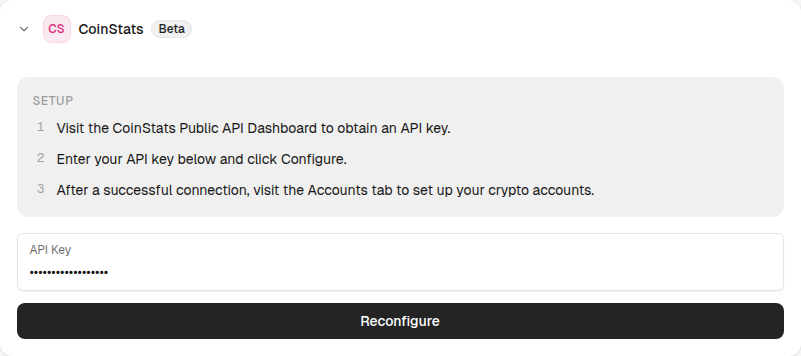 CS CoinStats Beta
SETUP
1 Visit the CoinStats Public API Dashboard to obtain an API key.
2 Enter your API key below and click Configure.
3 After a successful connection, visit the Accounts tab to set up your crypto accounts.
API Key
••••••••••••••••••
Reconfigure